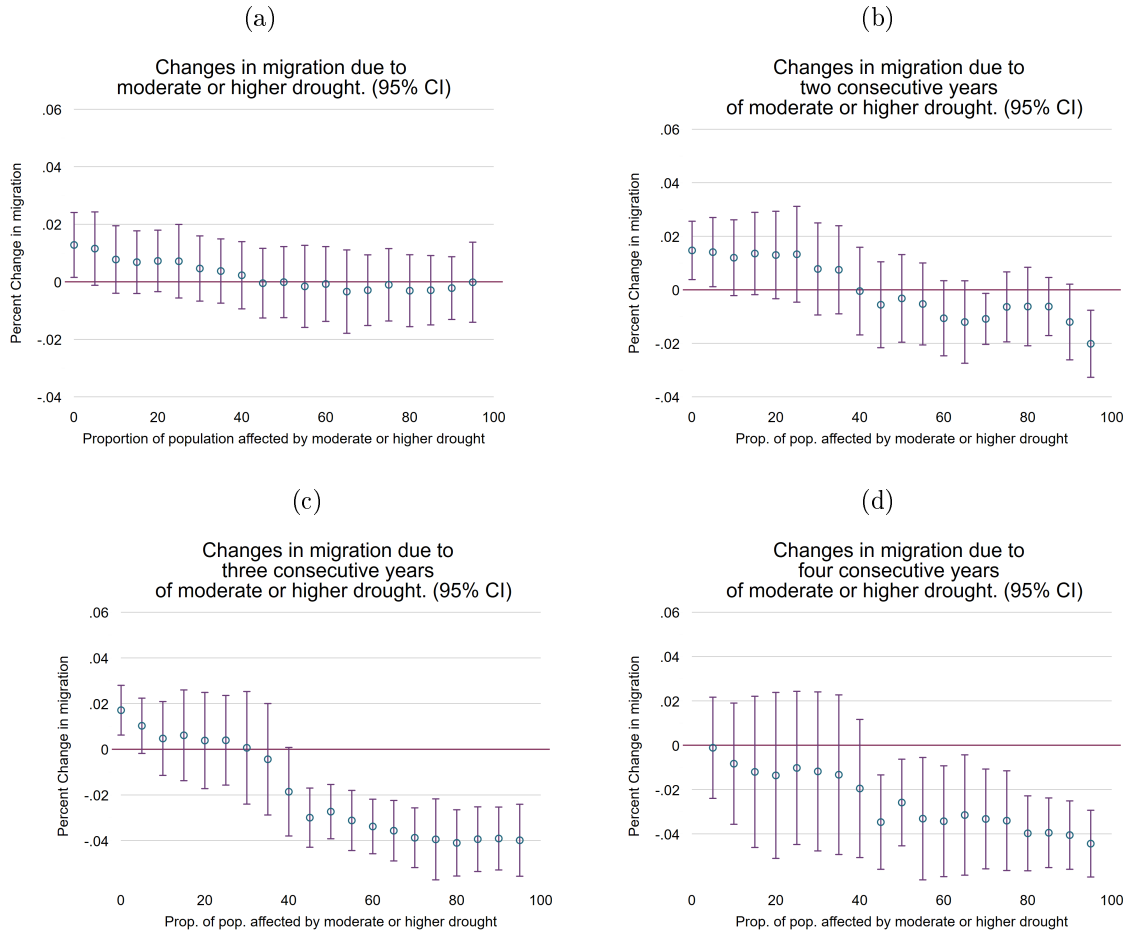 (a)
Changes in migration due to
moderate or higher drought. (95% CI)
Percent Change in migration
.06
.04
.02
0
-.02
-.04
0 20 40 60 80 100
Proportion of population affected by moderate or higher drought
(b)
Changes in migration due to
two consecutive years
of moderate or higher drought. (95% CI)
Percent Change in migration
.06
.04
.02
0
-.02
-.04
0 20 40 60 80 100
Prop. of pop. affected by moderate or higher drought
(c)
Changes in migration due to
three consecutive years
of moderate or higher drought. (95% CI)
Percent Change in migration
.06
.04
.02
0
-.02
-.04
0 20 40 60 80 100
Prop. of pop. affected by moderate or higher drought
(d)
Changes in migration due to
four consecutive years
of moderate or higher drought. (95% CI)
Percent Change in migration
.06
.04
.02
0
-.02
-.04
0 20 40 60 80 100
Prop. of pop. affected by moderate or higher drought